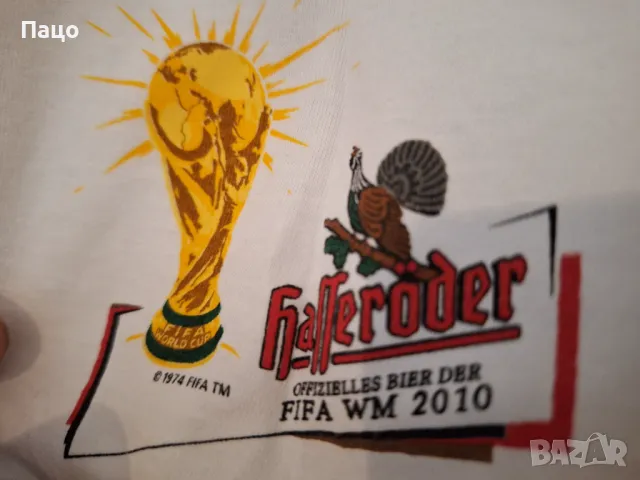 Пацо
FIFA
WORLD CUP
© 1974 FIFA TM
Hasseröder
OFFIZIELLES BIER DER
FIFA WM 2010
BAZAR